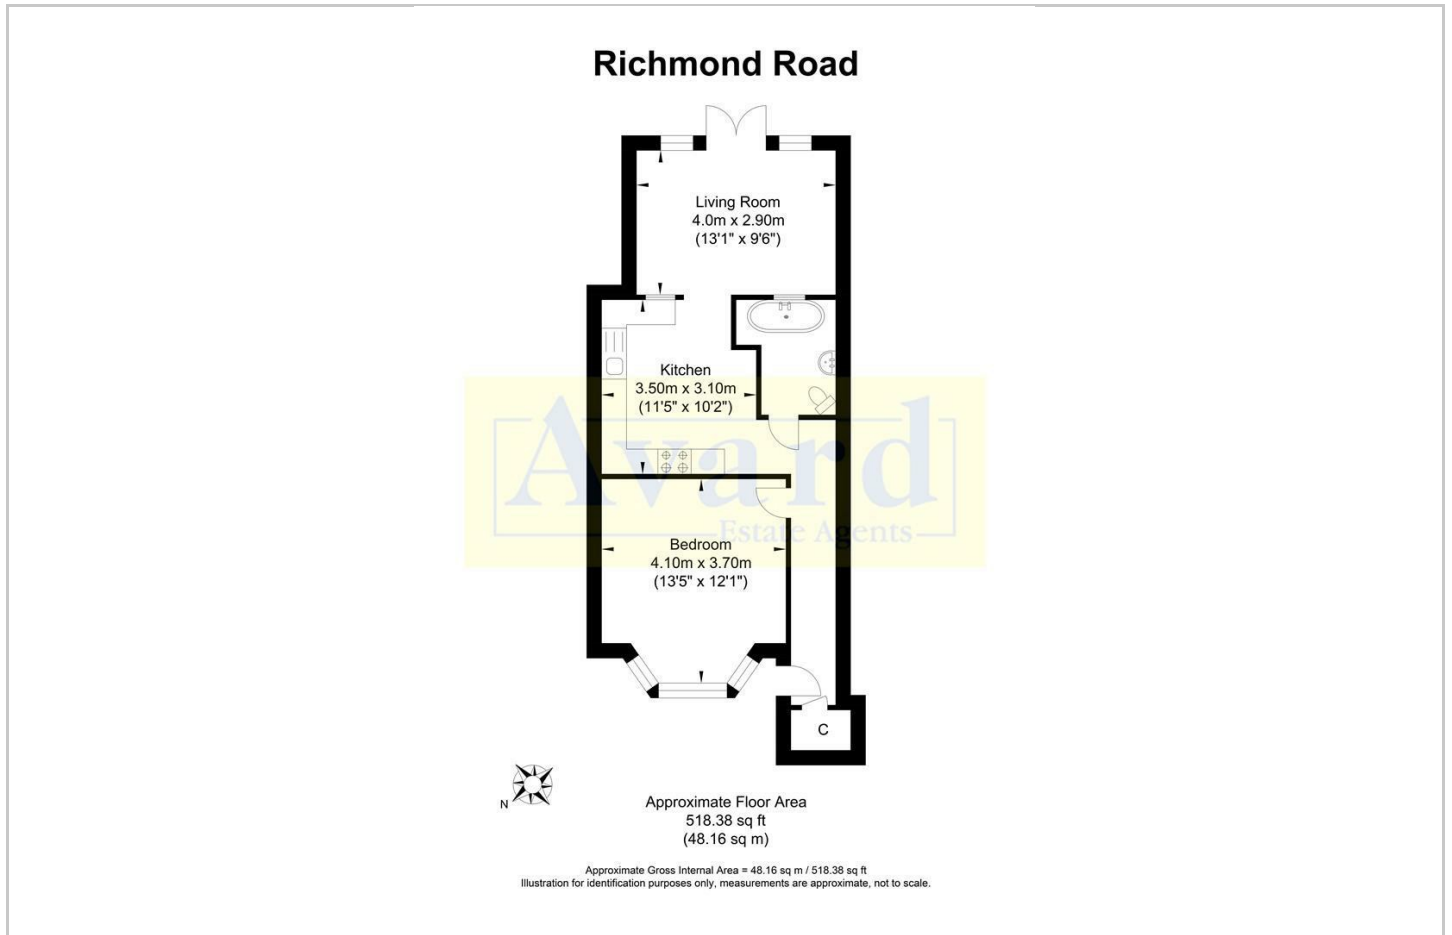 Richmond Road
Living Room
4.0m x 2.90m
(13'1" x 9'6")
Kitchen
3.50m x 3.10m
(11'5" x 10'2")
Avard
Estate Agents
Bedroom
4.10m x 3.70m
(13'5" x 12'1")
C
N
Approximate Floor Area
518.38 sq ft
(48.16 sq m)
Approximate Gross Internal Area = 48.16 sq m / 518.38 sq ft
Illustration for identification purposes only, measurements are approximate, not to scale.